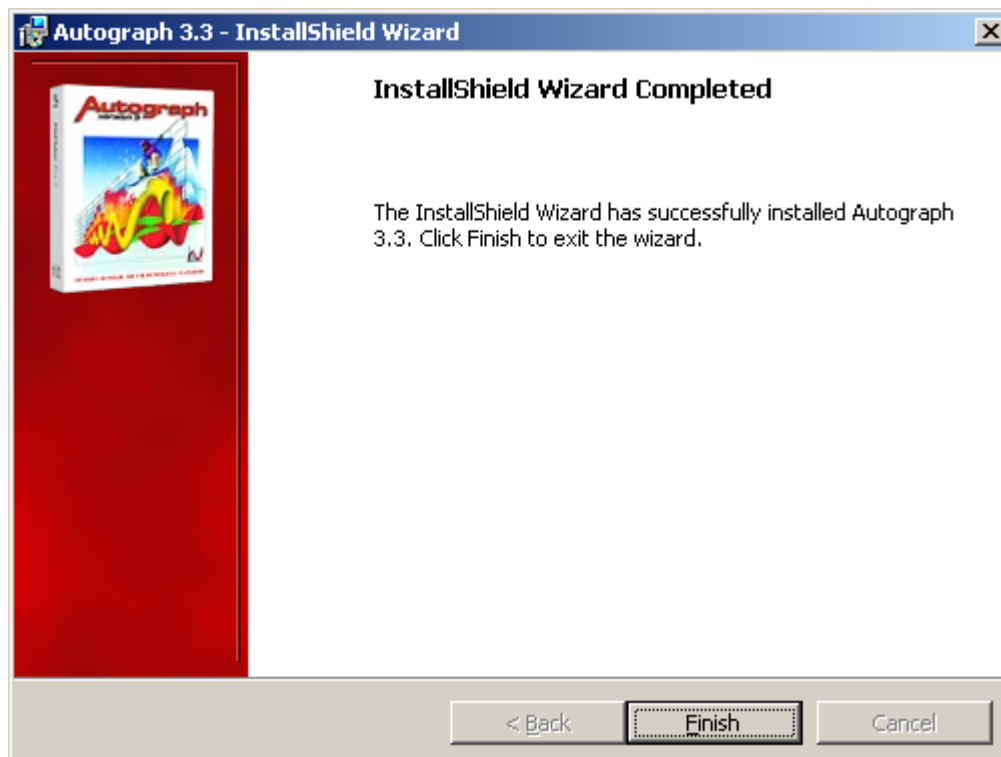 Autograph 3.3 - InstallShield Wizard
Autograph
InstallShield Wizard Completed
The InstallShield Wizard has successfully installed Autograph
3.3. Click Finish to exit the wizard.
< Back
Finish
Cancel